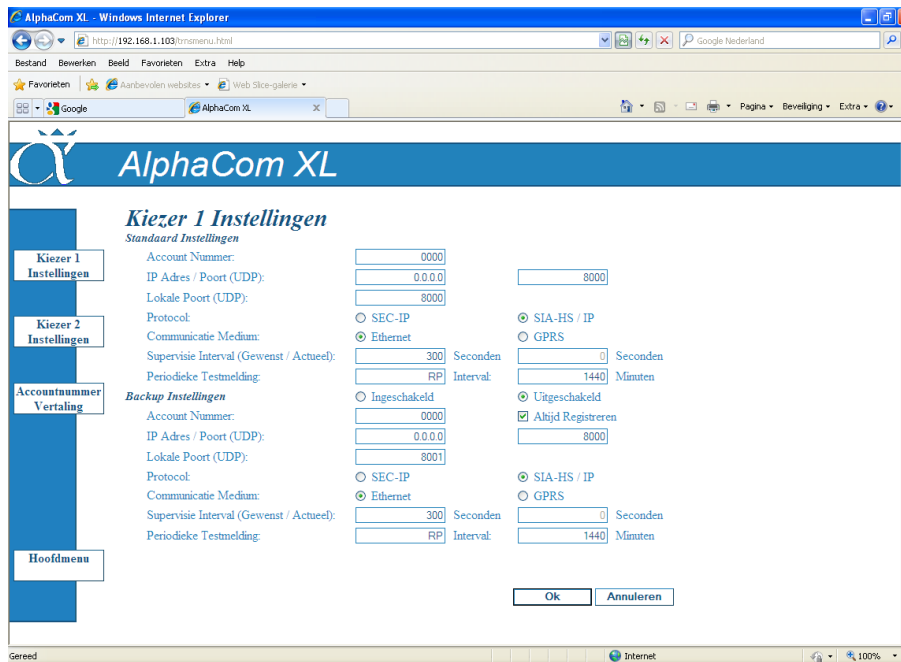 AlphaCom XL - Windows Internet Explorer
http://192.168.1.103/trnsmenu.html
Google Nederland
Bestand Bewerken Beeld Favorieten Extra Help
Favorieten Aanbevolen websites Web Slice-galerie
Google AlphaCom XL X Pagina Beveiliging Extra
AlphaCom XL
Kiezer 1 Instellingen
Kiezer 2 Instellingen
Accountnummer Vertaling
Hoofdmenu
Kiezer 1 Instellingen
Standaard Instellingen
Account Nummer: 0000
IP Adres / Poort (UDP): 0.0.0.0 8000
Lokale Poort (UDP): 8000
Protocol: SEC-IP SIA-HS / IP
Communicatie Medium: Ethernet GPRS
Supervisie Interval (Gewenst / Actueel): 300 Seconden 0 Seconden
Periodieke Testmelding: RP Interval: 1440 Minuten
Backup Instellingen Ingeschakeld Uitgeschakeld
Account Nummer: 0000 Altijd Registreren
IP Adres / Poort (UDP): 0.0.0.0 8000
Lokale Poort (UDP): 8001
Protocol: SEC-IP SIA-HS / IP
Communicatie Medium: Ethernet GPRS
Supervisie Interval (Gewenst / Actueel): 300 Seconden 0 Seconden
Periodieke Testmelding: RP Interval: 1440 Minuten
Ok Annuleren
Gereed Internet 100%